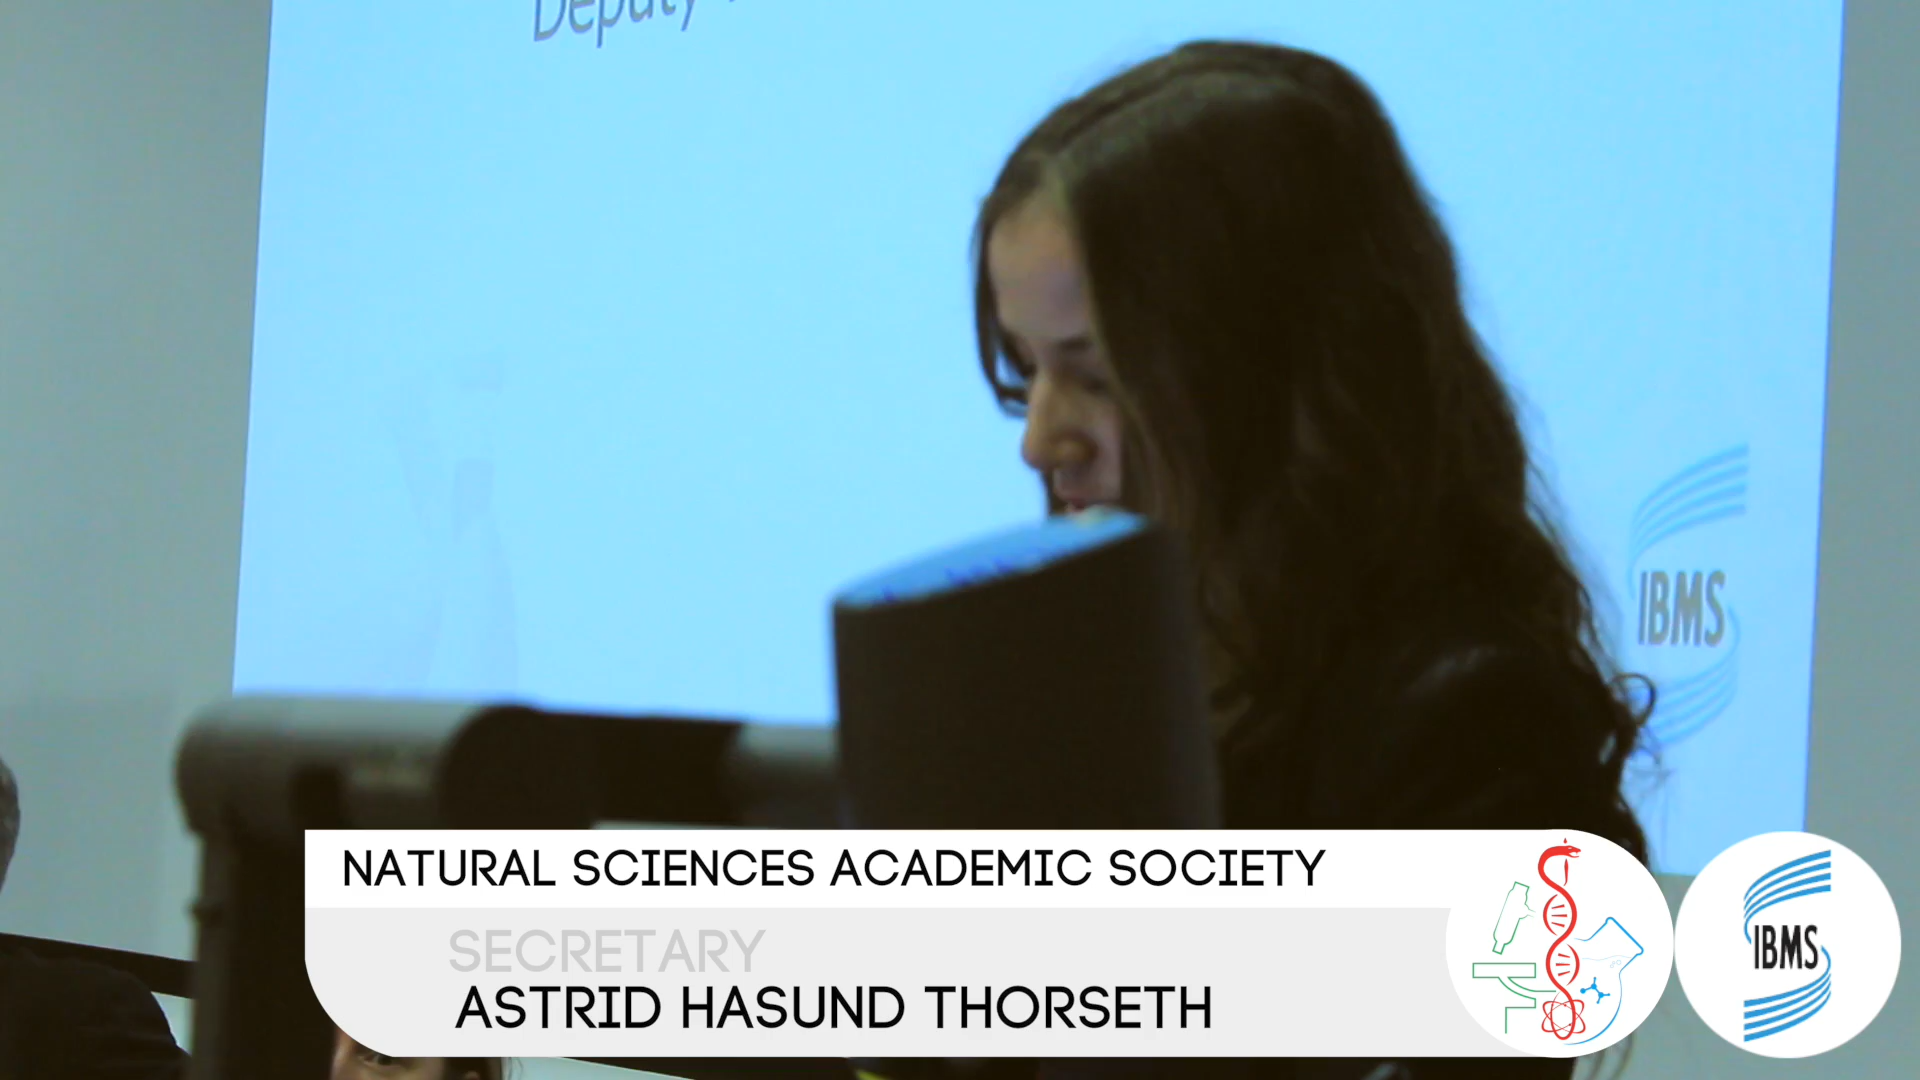 Deputy
IBMS
NATURAL SCIENCES ACADEMIC SOCIETY
SECRETARY
ASTRID HASUND THORSETH
IBMS